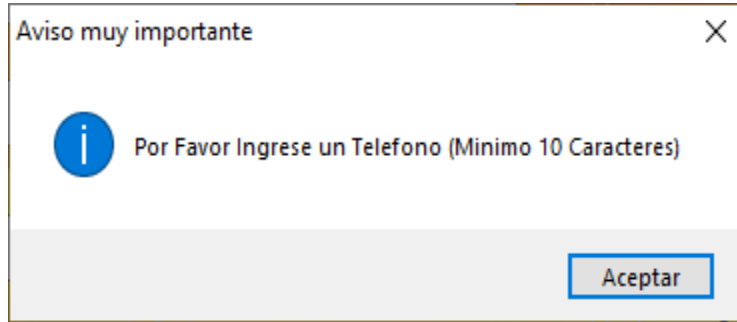 Aviso muy importante
Por Favor Ingrese un Telefono (Minimo 10 Caracteres)
Aceptar